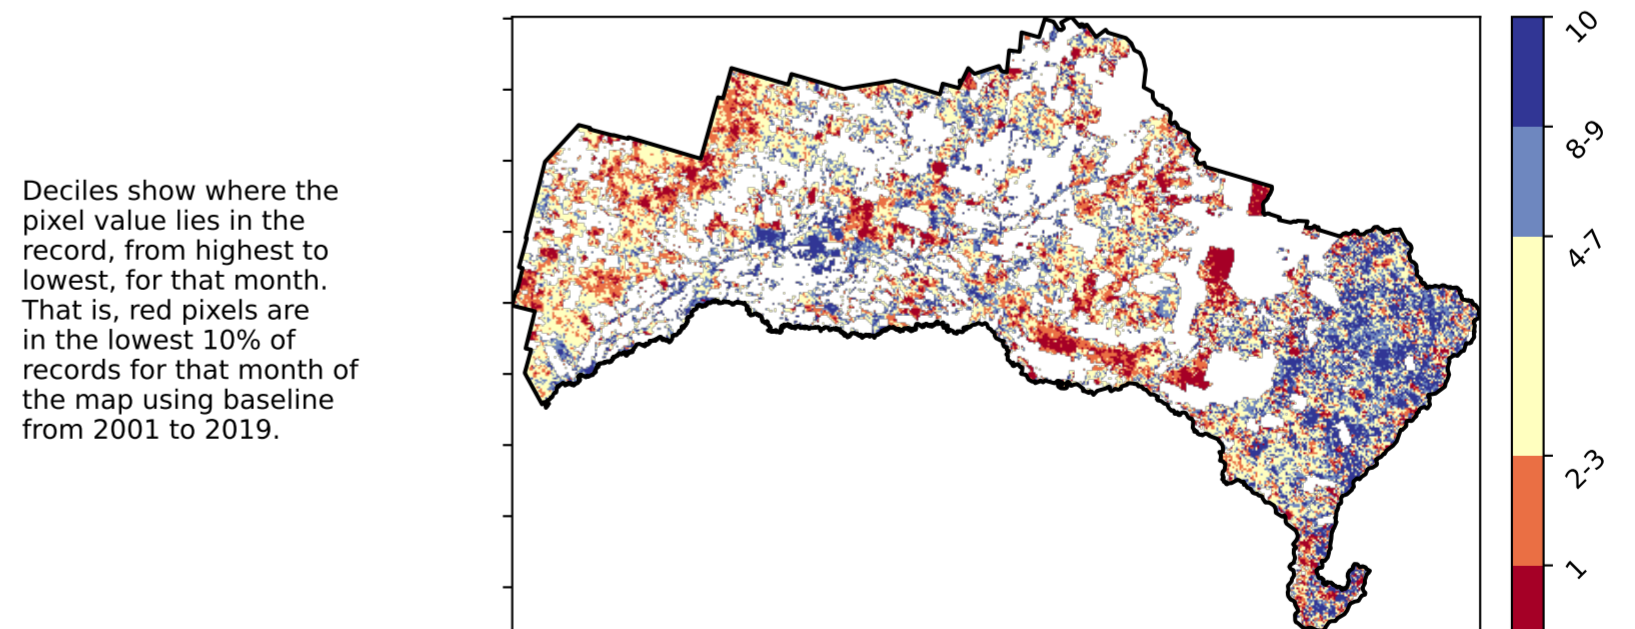 Deciles show where the
pixel value lies in the
record, from highest to
lowest, for that month.
That is, red pixels are
in the lowest 10% of
records for that month of
the map using baseline
from 2001 to 2019.
10
8-9
4-7
2-3
1